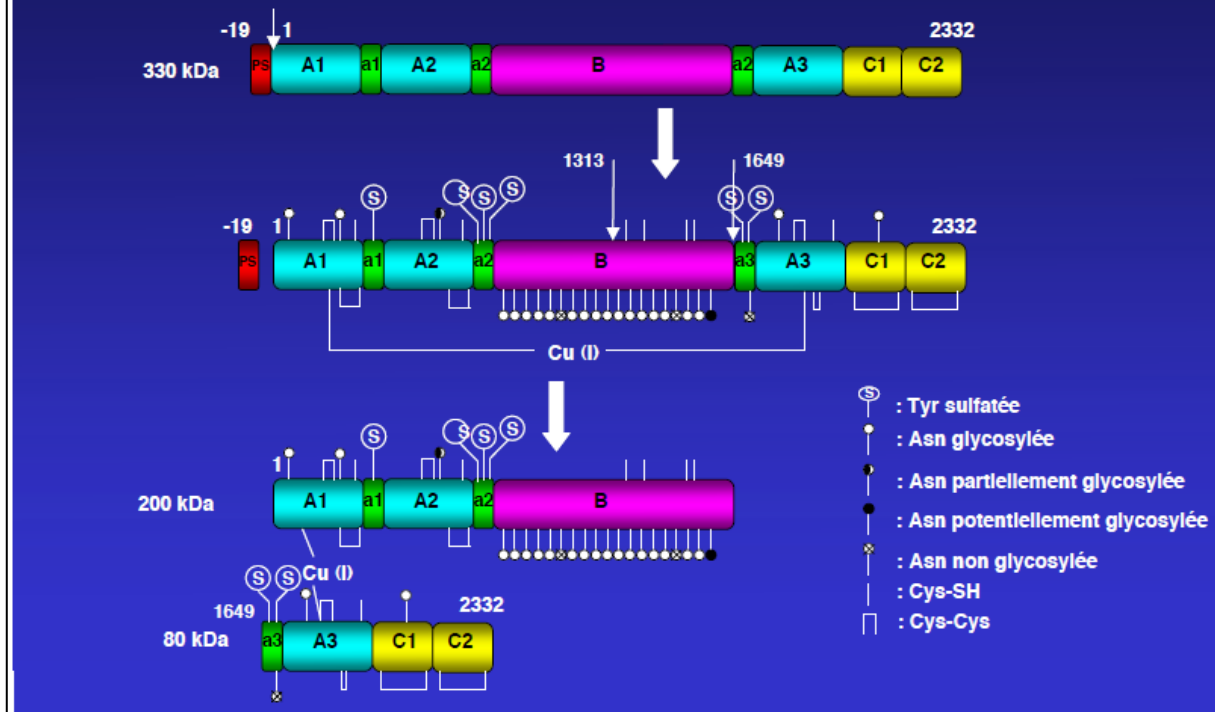 -19 1 2332
330 kDa PS A1 a1 A2 a2 B a2 A3 C1 C2
1313 1649
S S S S S S
-19 1 2332
PS A1 a1 A2 a2 B a3 A3 C1 C2
Cu (I)
S : Tyr sulfatée
: Asn glycosylée
: Asn partiellement glycosylée
: Asn potentiellement glycosylée
: Asn non glycosylée
: Cys-SH
: Cys-Cys
S S S S
1
200 kDa A1 a1 A2 a2 B
Cu (I)
S S
1649 2332
80 kDa a3 A3 C1 C2